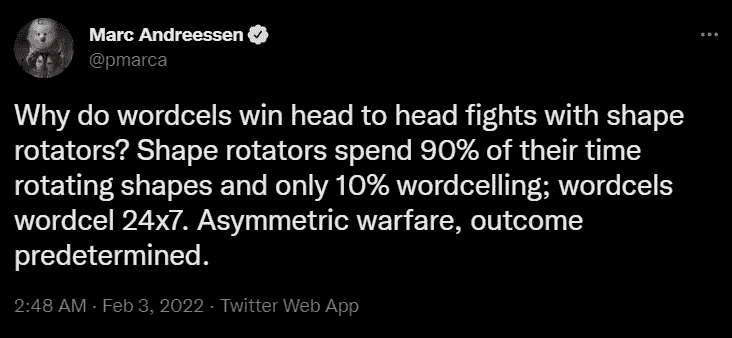 Marc Andreessen
@pmarca
Why do wordcels win head to head fights with shape
rotators? Shape rotators spend 90% of their time
rotating shapes and only 10% wordcelling; wordcels
wordcel 24x7. Asymmetric warfare, outcome
predetermined.
2:48 AM · Feb 3, 2022 · Twitter Web App